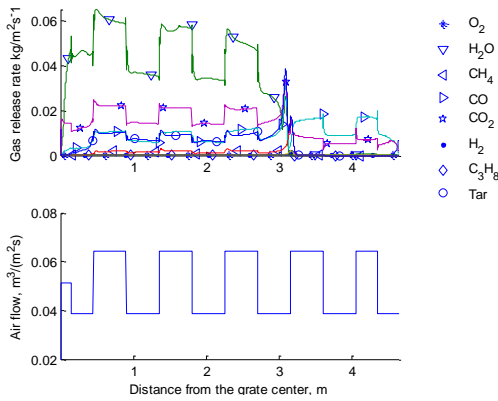 Gas release rate kg/m²s-1
0.06
0.04
0.02
0
1
2
3
4
O₂
H₂O
CH₄
CO
CO₂
H₂
C₃H₈
Tar
Air flow, m³/(m²s)
0.08
0.06
0.04
0.02
1
2
3
4
Distance from the grate center, m